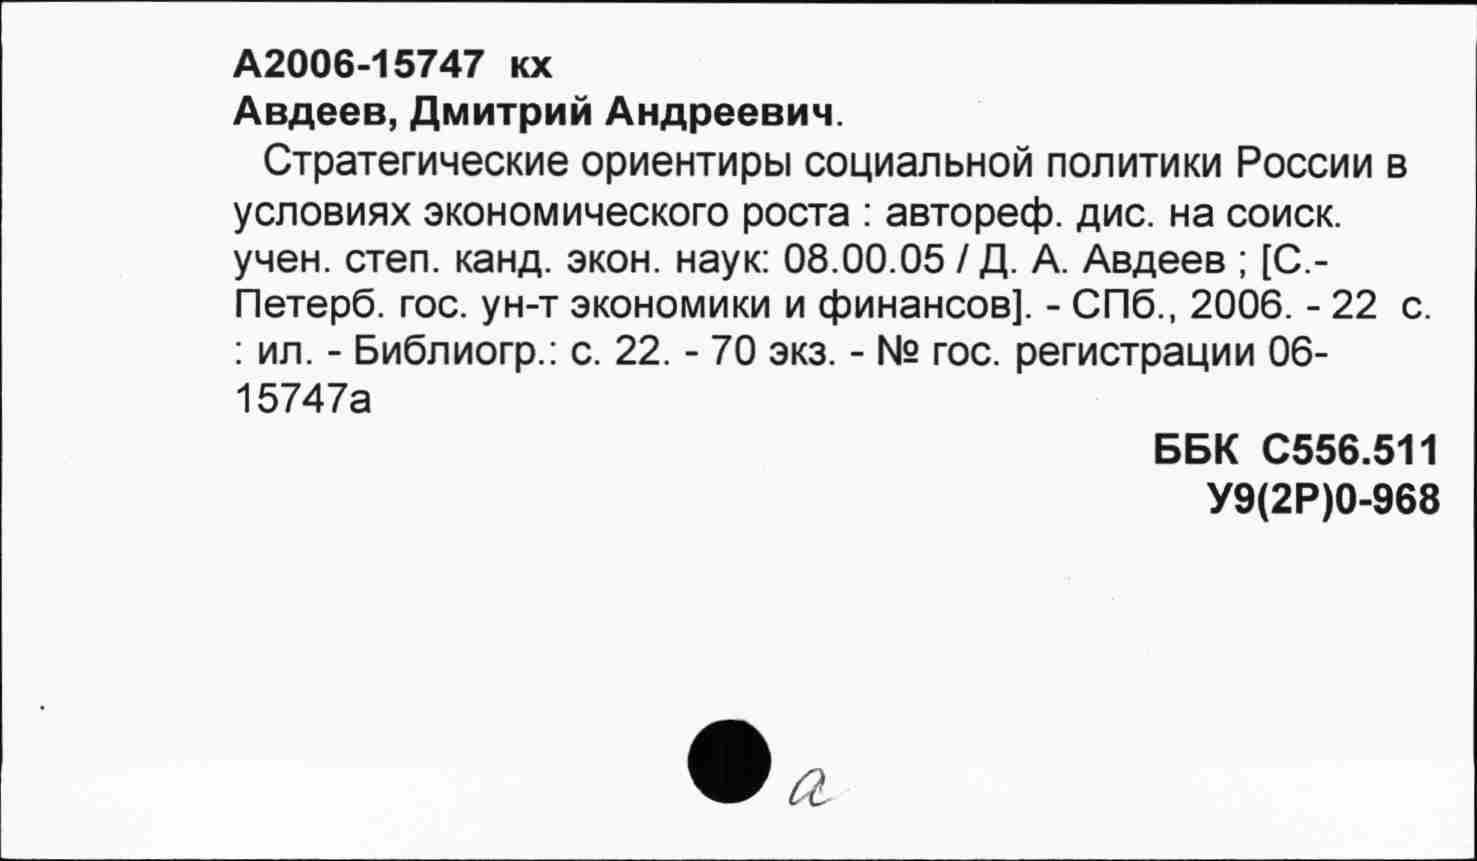 А2006-15747 кх
Авдеев, Дмитрий Андреевич.
Стратегические ориентиры социальной политики России в
условиях экономического роста : автореф. дис. на соиск.
учен. степ. канд. экон. наук: 08.00.05 / Д. А. Авдеев ; [С.-
Петерб. гос. ун-т экономики и финансов]. - СПб., 2006. - 22 с.
: ил. - Библиогр.: с. 22. - 70 экз. - № гос. регистрации 06-
15747а
ББК С556.511
У9(2Р)0-968
а